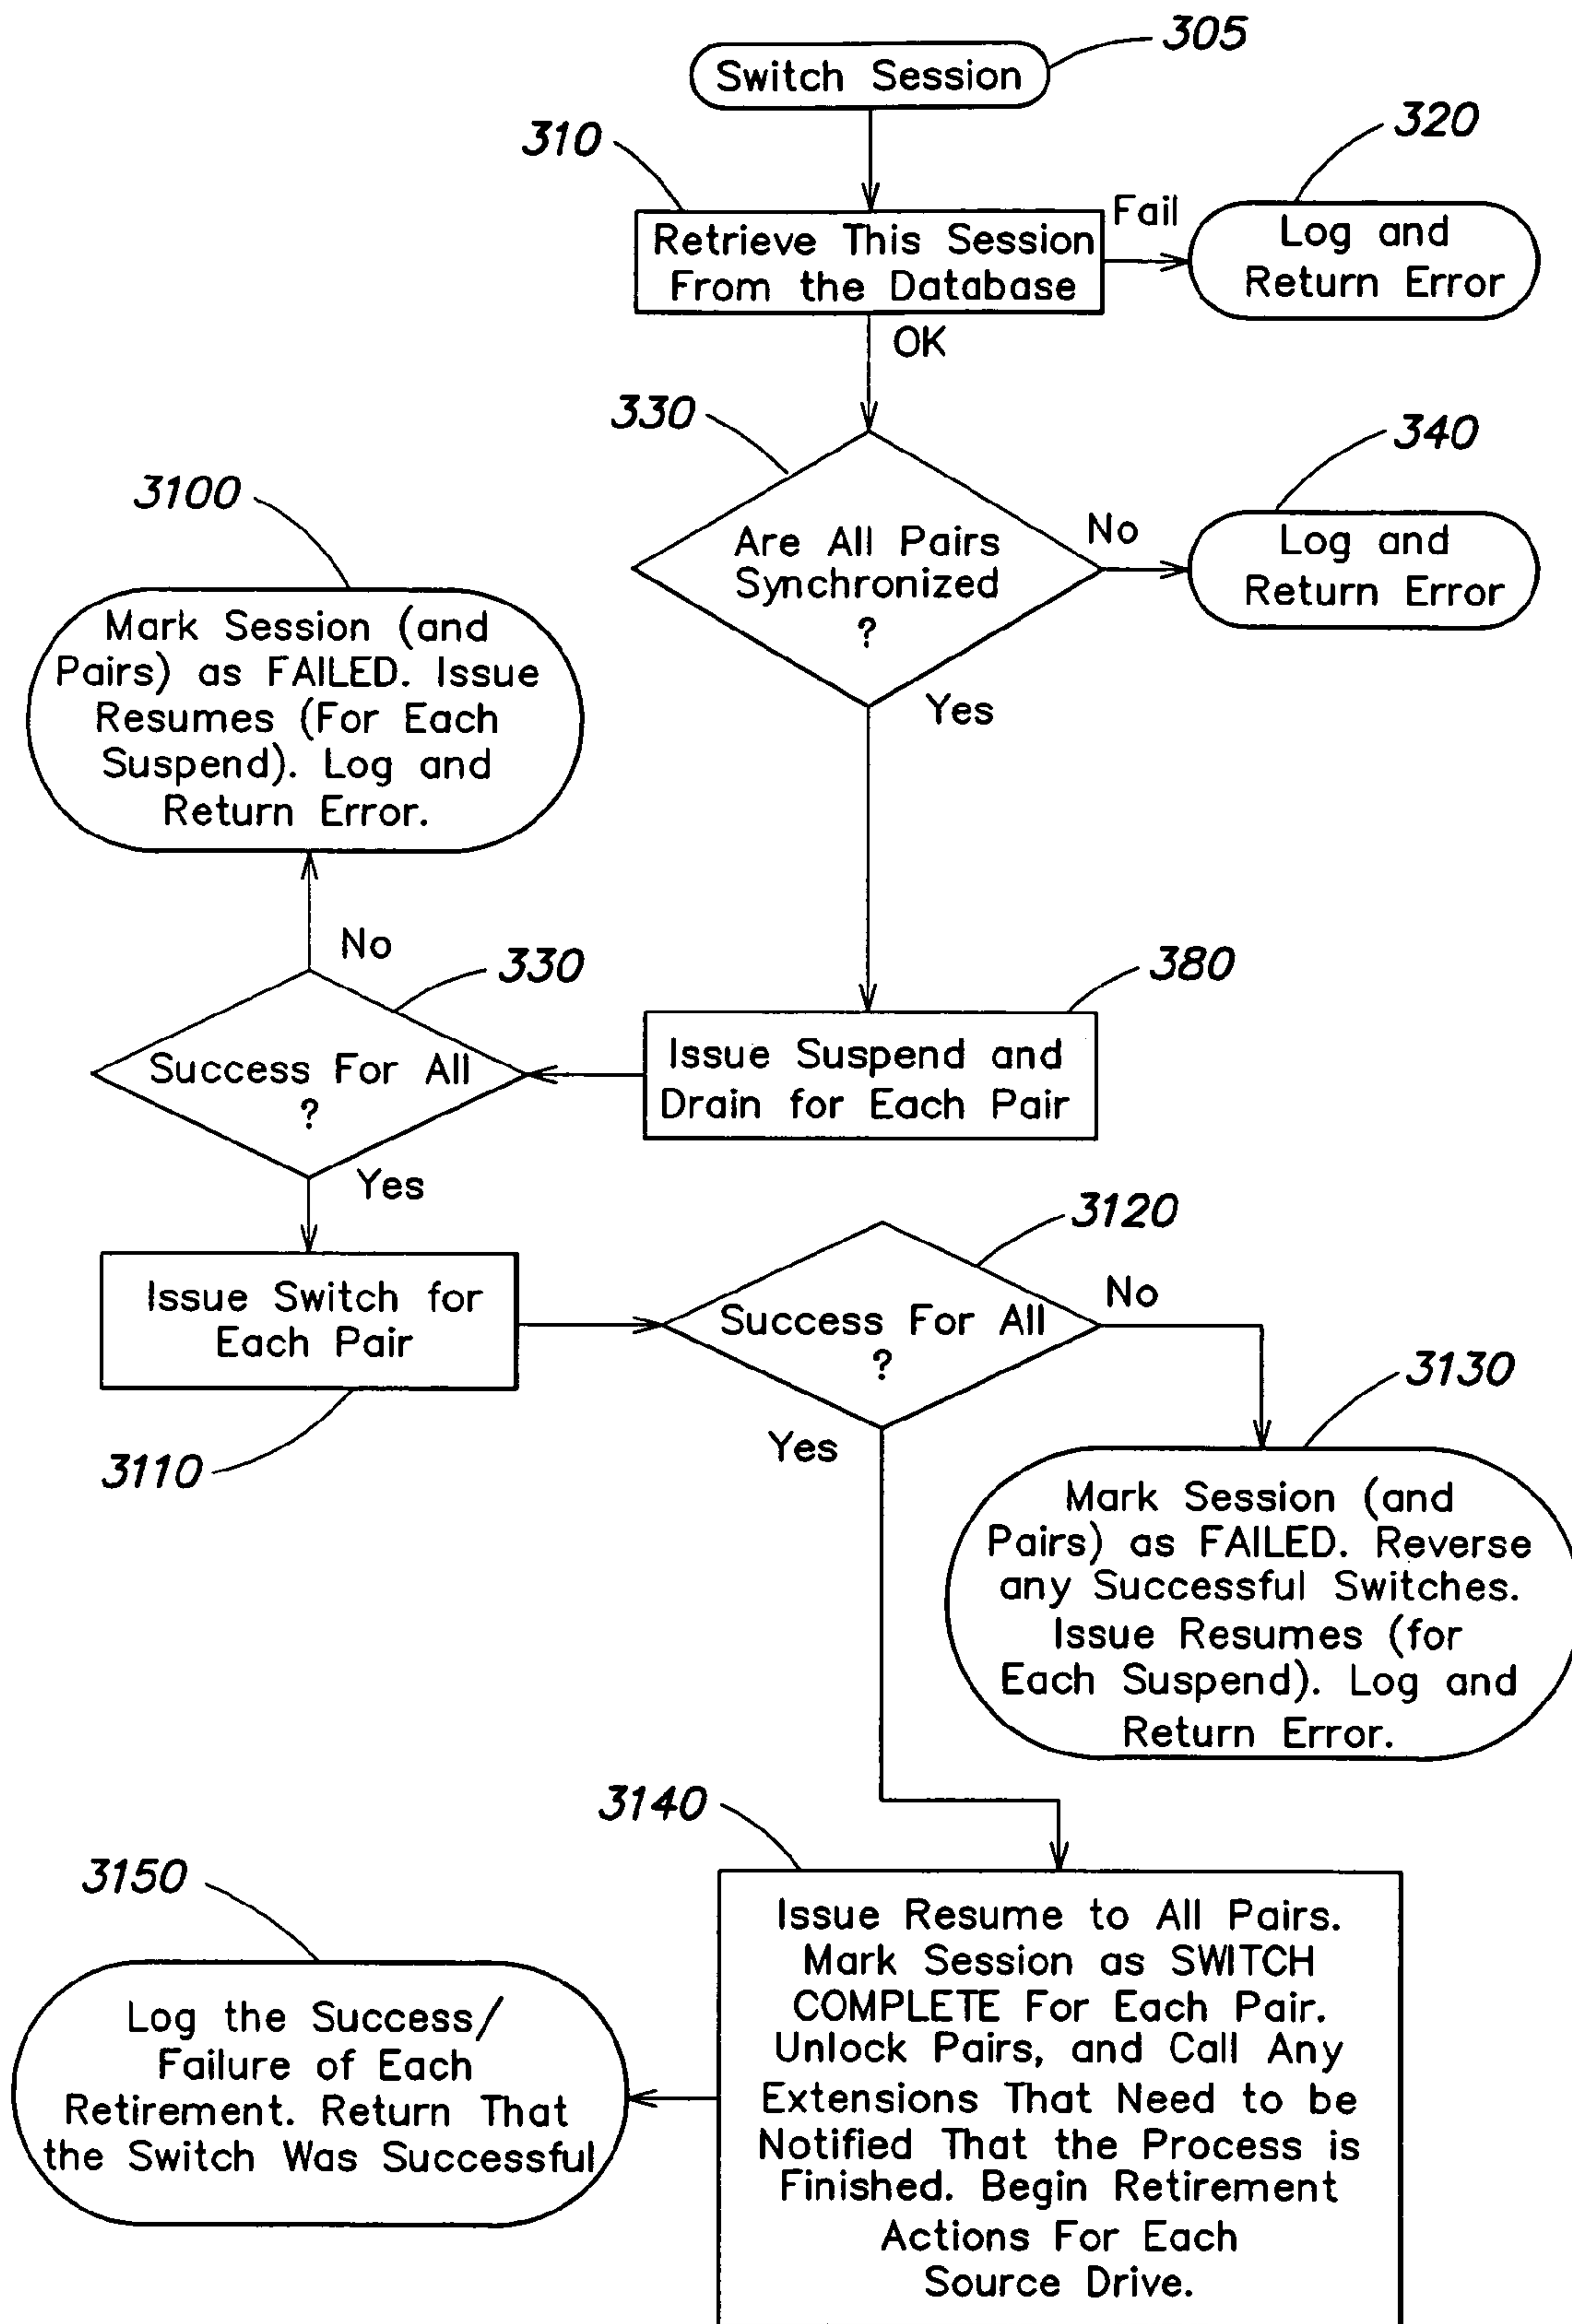 305
Switch Session
310
320
Fail
Retrieve This Session
From the Database
Log and
Return Error
OK
330
340
Are All Pairs
Synchronized
?
No
Log and
Return Error
Yes
3100
Mark Session (and
Pairs) as FAILED. Issue
Resumes (For Each
Suspend). Log and
Return Error.
No
330
380
Success For All
?
Issue Suspend and
Drain for Each Pair
Yes
Issue Switch for
Each Pair
3110
3120
Success For All
?
No
Yes
3130
Mark Session (and
Pairs) as FAILED. Reverse
any Successful Switches.
Issue Resumes (for
Each Suspend). Log and
Return Error.
3140
Issue Resume to All Pairs.
Mark Session as SWITCH
COMPLETE For Each Pair.
Unlock Pairs, and Call Any
Extensions That Need to be
Notified That the Process is
Finished. Begin Retirement
Actions For Each
Source Drive.
3150
Log the Success/
Failure of Each
Retirement. Return That
the Switch Was Successful